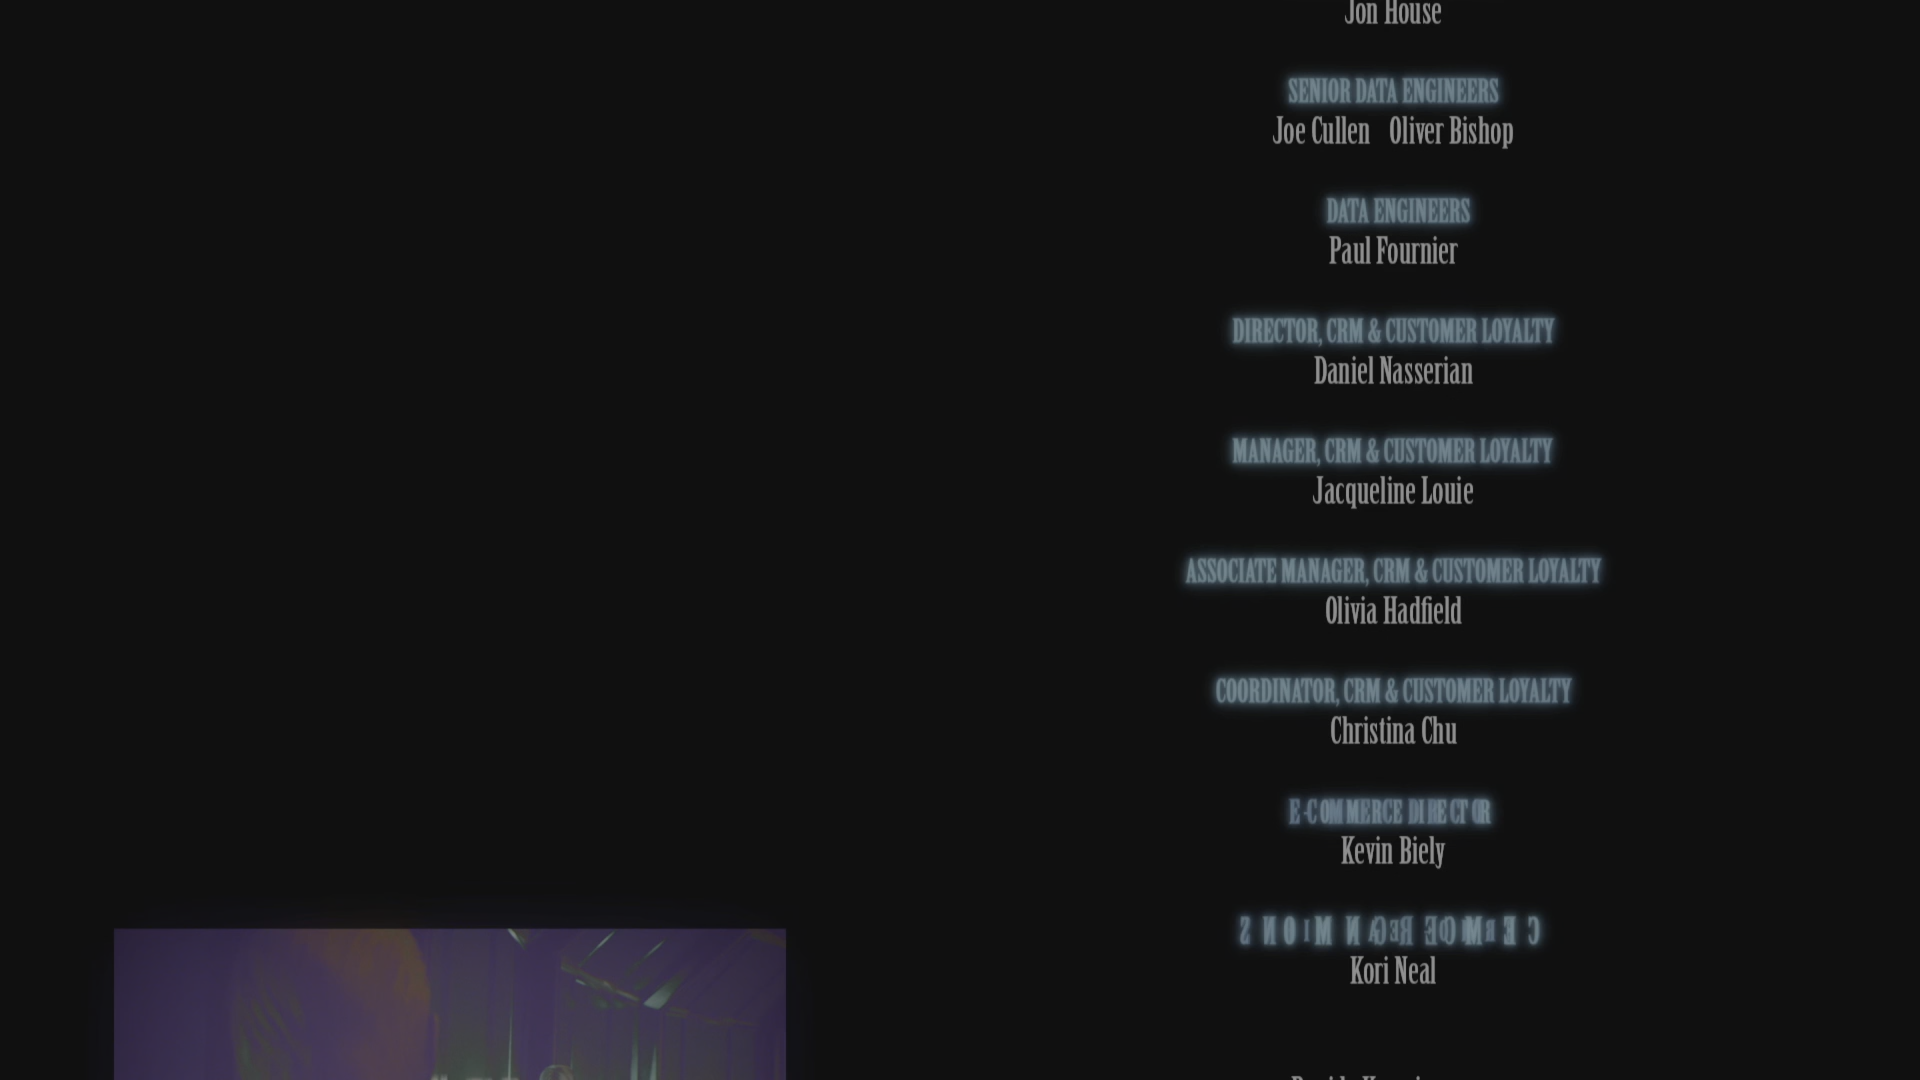 Jon House
SENIOR DATA ENGINEERS
Joe Cullen Oliver Bishop
DATA ENGINEERS
Paul Fournier
DIRECTOR, CRM & CUSTOMER LOYALTY
Daniel Nasserian
MANAGER, CRM & CUSTOMER LOYALTY
Jacqueline Louie
ASSOCIATE MANAGER, CRM & CUSTOMER LOYALTY
Olivia Hadfield
COORDINATOR, CRM & CUSTOMER LOYALTY
Christina Chu
E-COMMERCE DIRECTOR
Kevin Biely
Kori Neal